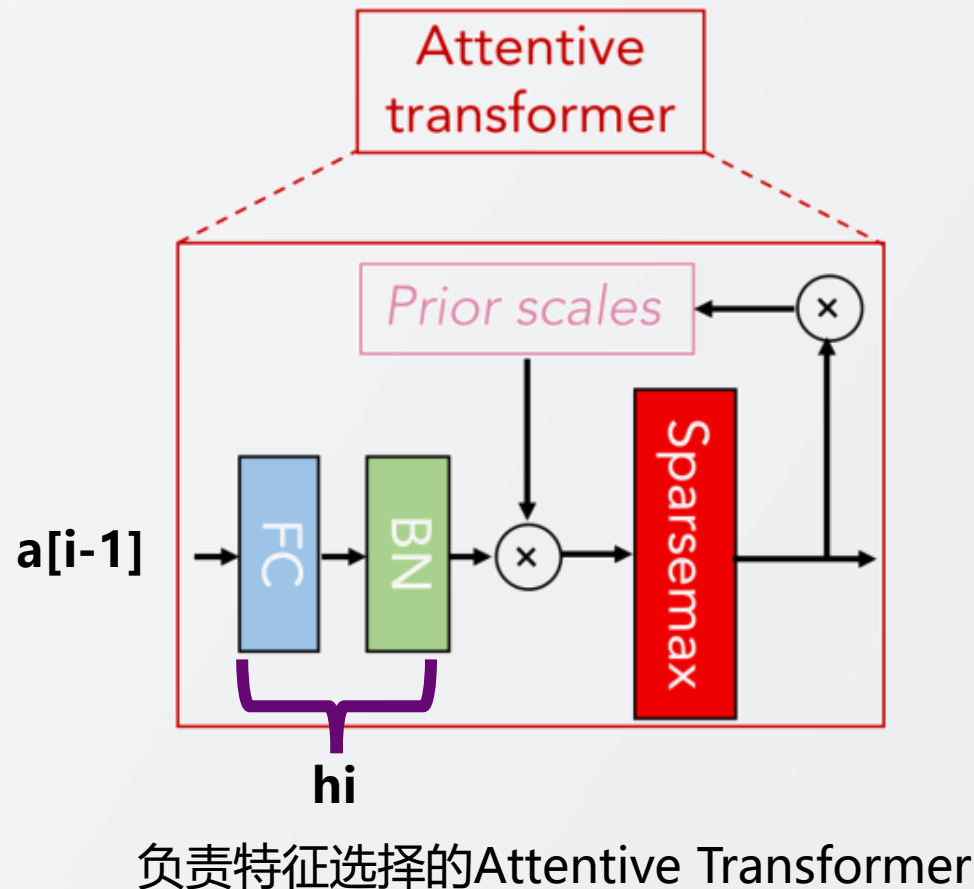 Attentive
transformer
Prior scales
×
a[i-1]
FC
BN
×
Sparsemax
hi
负责特征选择的Attentive Transformer